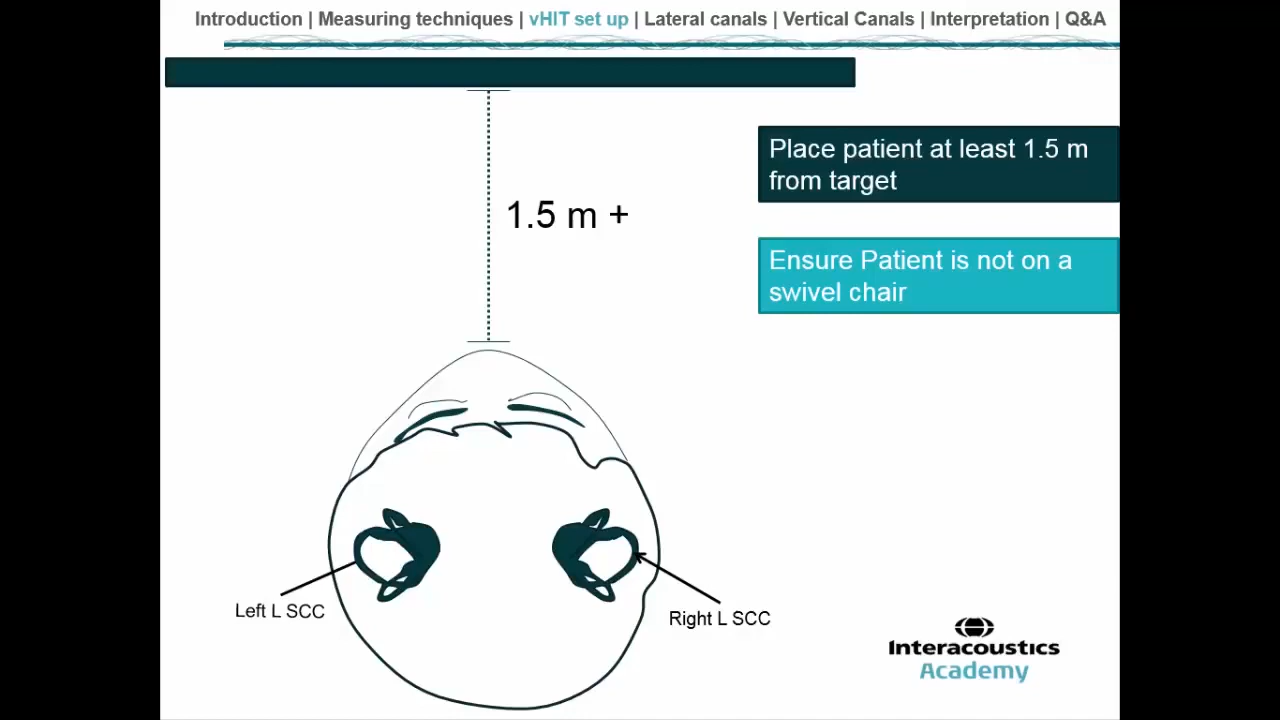 Introduction | Measuring techniques | vHIT set up | Lateral canals | Vertical Canals | Interpretation | Q&A
Place patient at least 1.5 m
from target
1.5 m +
Ensure Patient is not on a
swivel chair
Left L SCC
Right L SCC
Interacoustics
Academy